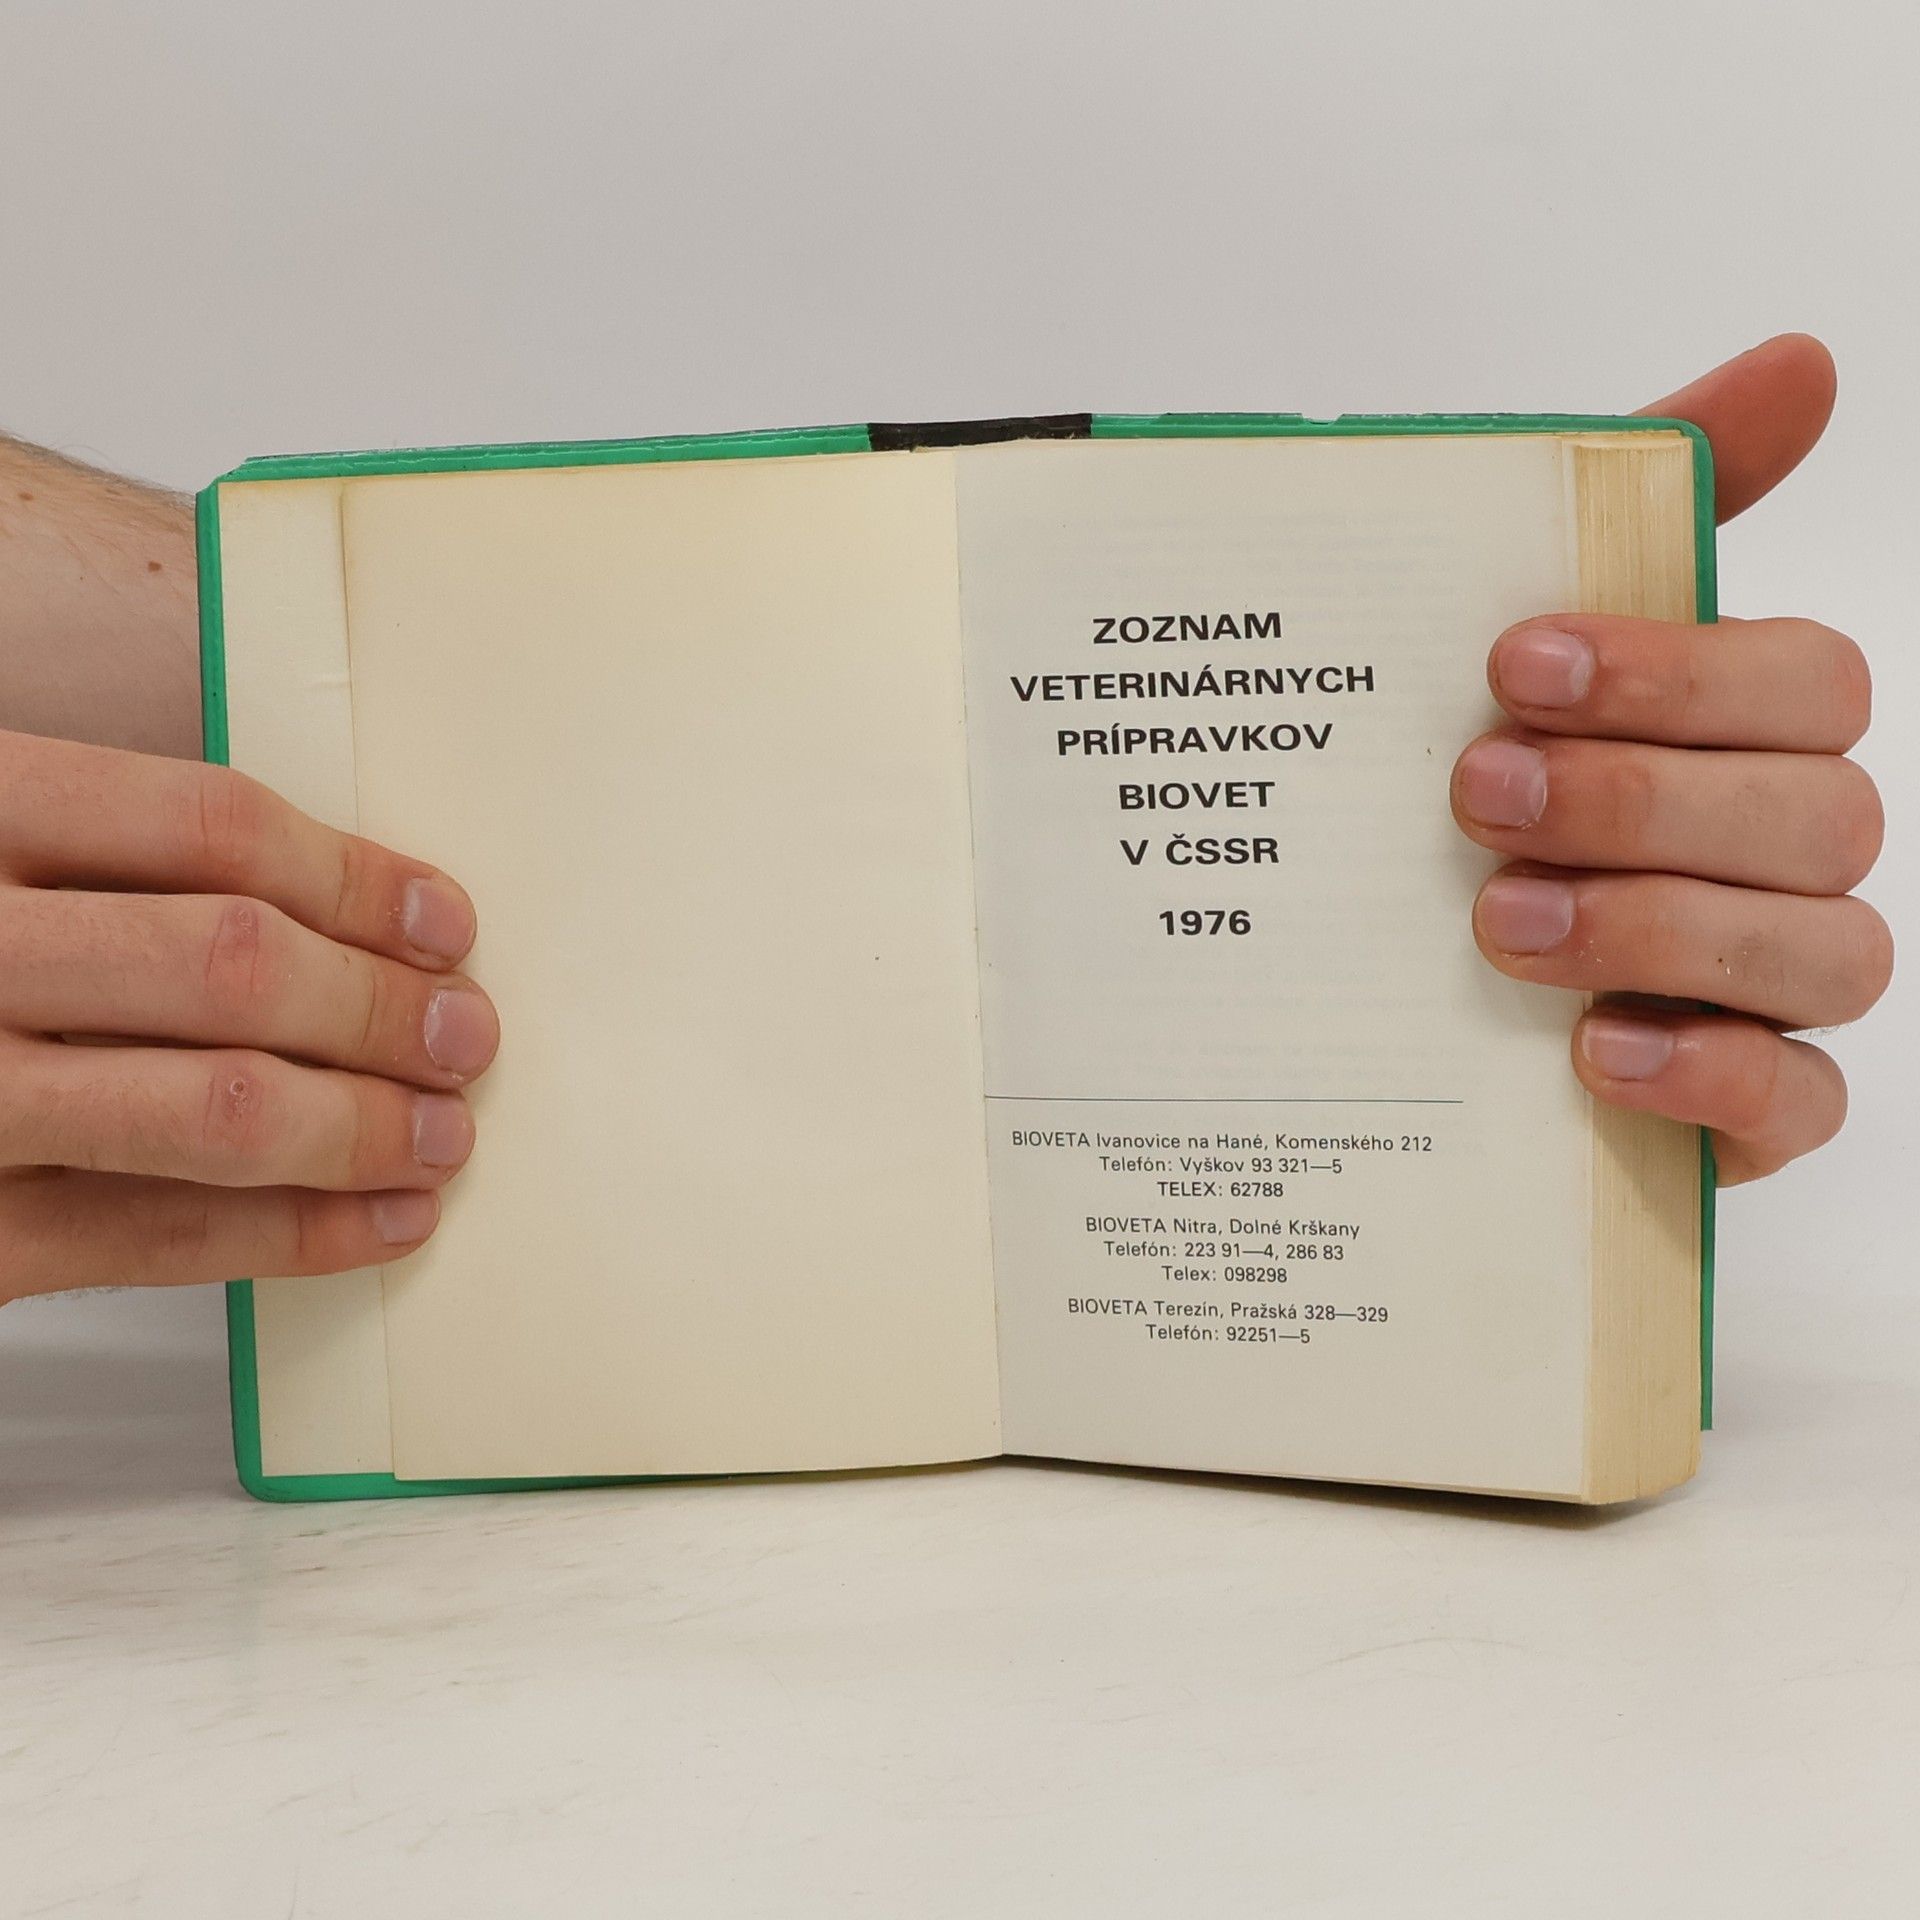 ZOZNAM
VETERINÁRNYCH
PRÍPRAVKOV
BIOVET
V ČSSR
1976
BIOVETA Ivanovice na Hané, Komenského 212
Telefón: Vyškov 93 321—5
TELEX: 62788
BIOVETA Nitra, Dolné Krškany
Telefón: 223 91—4, 286 83
Telex: 098298
BIOVETA Terezín, Pražská 328—329
Telefón: 92251—5